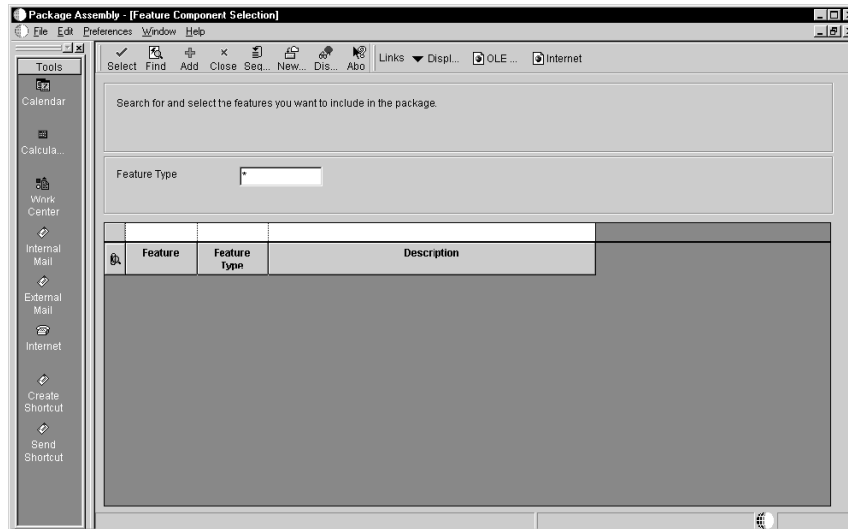 Package Assembly - [Feature Component Selection]
File Edit Preferences Window Help
Tools
Select Find Add Close Seq... New... Dis... Abo
Links Displ... OLE ... Internet
Calendar
Calcula...
Work
Center
Internal
Mail
External
Mail
Internet
Create
Shortcut
Send
Shortcut
Search for and select the features you want to include in the package.
Feature Type *
Feature Feature Type Description